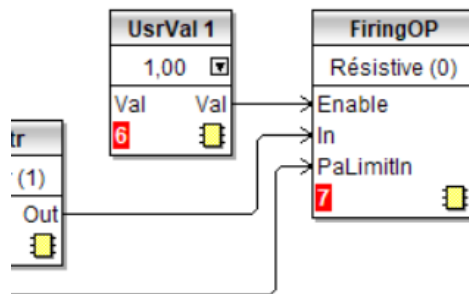 UsrVal 1
1,00
Val Val
6
FiringOP
Résistive (0)
Enable
In
PaLimitIn
7
tr
(1)
Out